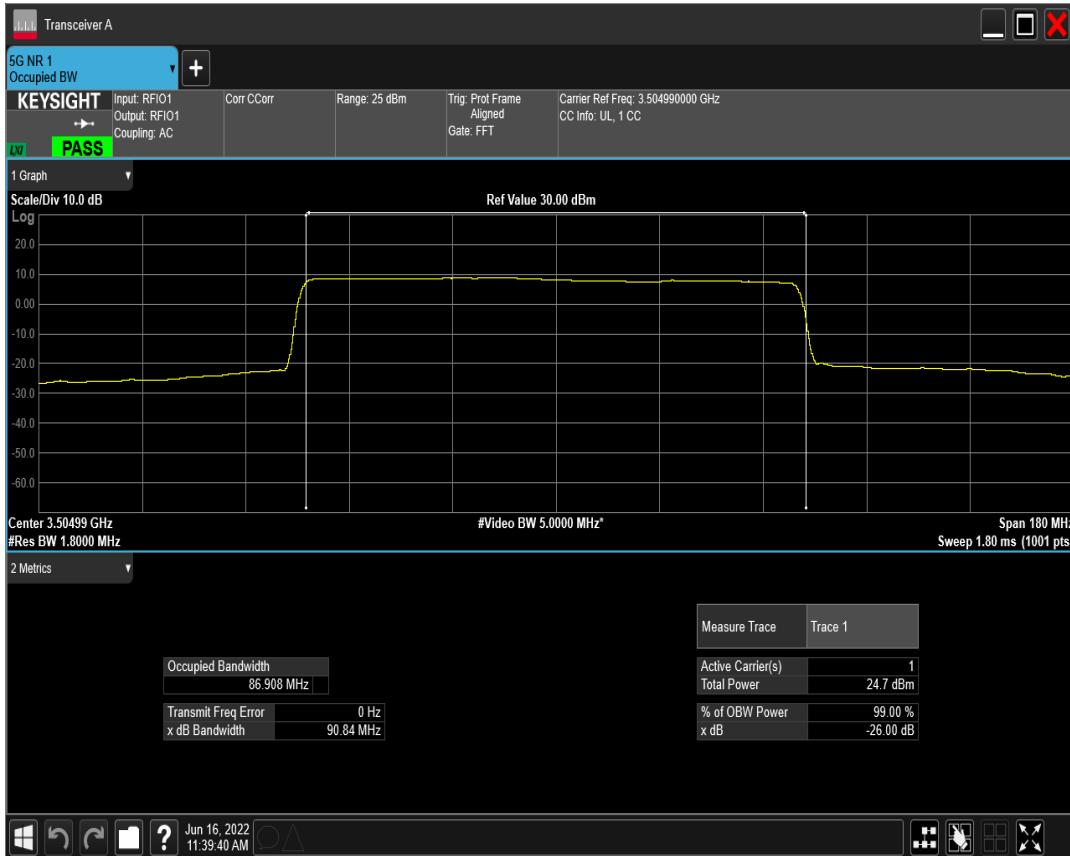 Transceiver A
5G NR 1
Occupied BW
+
KEYSIGHT
LXI
PASS
Input: RFIO1
Output: RFIO1
Coupling: AC
Corr CCorr
Range: 25 dBm
Trig: Prot Frame
Aligned
Gate: FFT
Carrier Ref Freq: 3.504990000 GHz
CC Info: UL, 1 CC
1 Graph
Scale/Div 10.0 dB
Ref Value 30.00 dBm
Log
20.0
10.0
0.00
-10.0
-20.0
-30.0
-40.0
-50.0
-60.0
Center 3.50499 GHz
#Video BW 5.0000 MHz*
Span 180 MHz
#Res BW 1.8000 MHz
Sweep 1.80 ms (1001 pts
2 Metrics
Measure Trace Trace 1
Occupied Bandwidth
86.908 MHz
Active Carrier(s) 1
Total Power 24.7 dBm
Transmit Freq Error 0 Hz
x dB Bandwidth 90.84 MHz
% of OBW Power 99.00 %
x dB -26.00 dB
?
Jun 16, 2022
11:39:40 AM